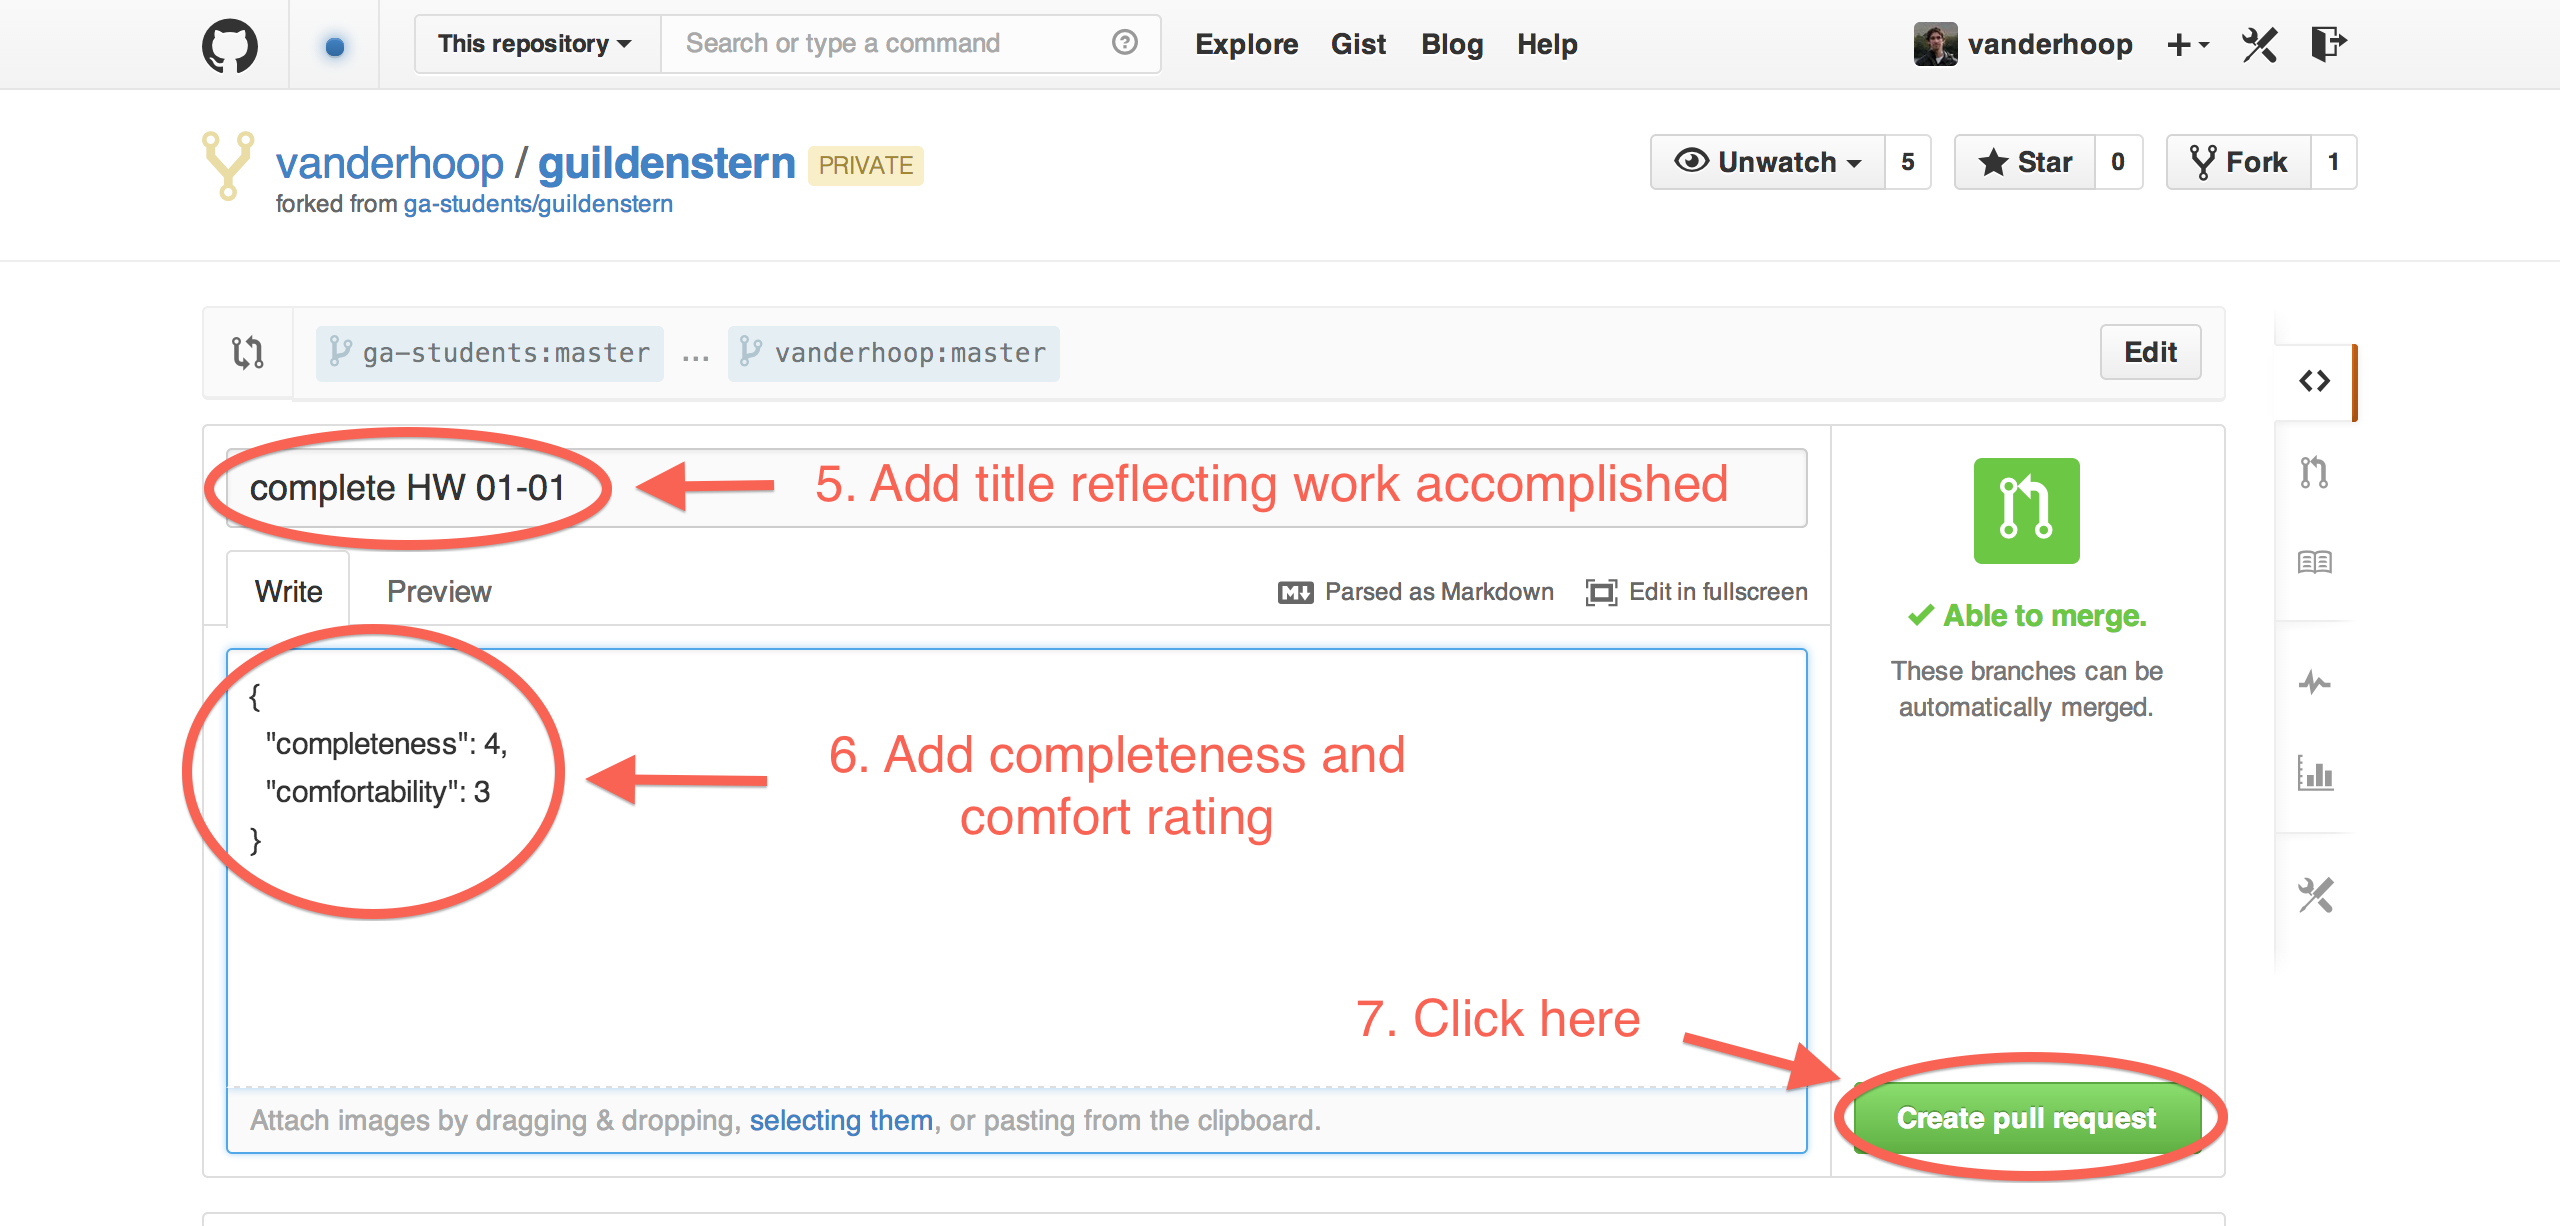 This repository
Search or type a command
Explore Gist Blog Help
vanderhoop
vanderhoop / guildenstern PRIVATE
forked from ga-students/guildenstern
Unwatch 5
Star 0
Fork 1
ga-students:master ... vanderhoop:master
Edit
complete HW 01-01
5. Add title reflecting work accomplished
Write Preview
Parsed as Markdown Edit in fullscreen
{
"completeness": 4,
"comfortability": 3
}
6. Add completeness and
comfort rating
Able to merge.
These branches can be
automatically merged.
7. Click here
Attach images by dragging & dropping, selecting them, or pasting from the clipboard.
Create pull request